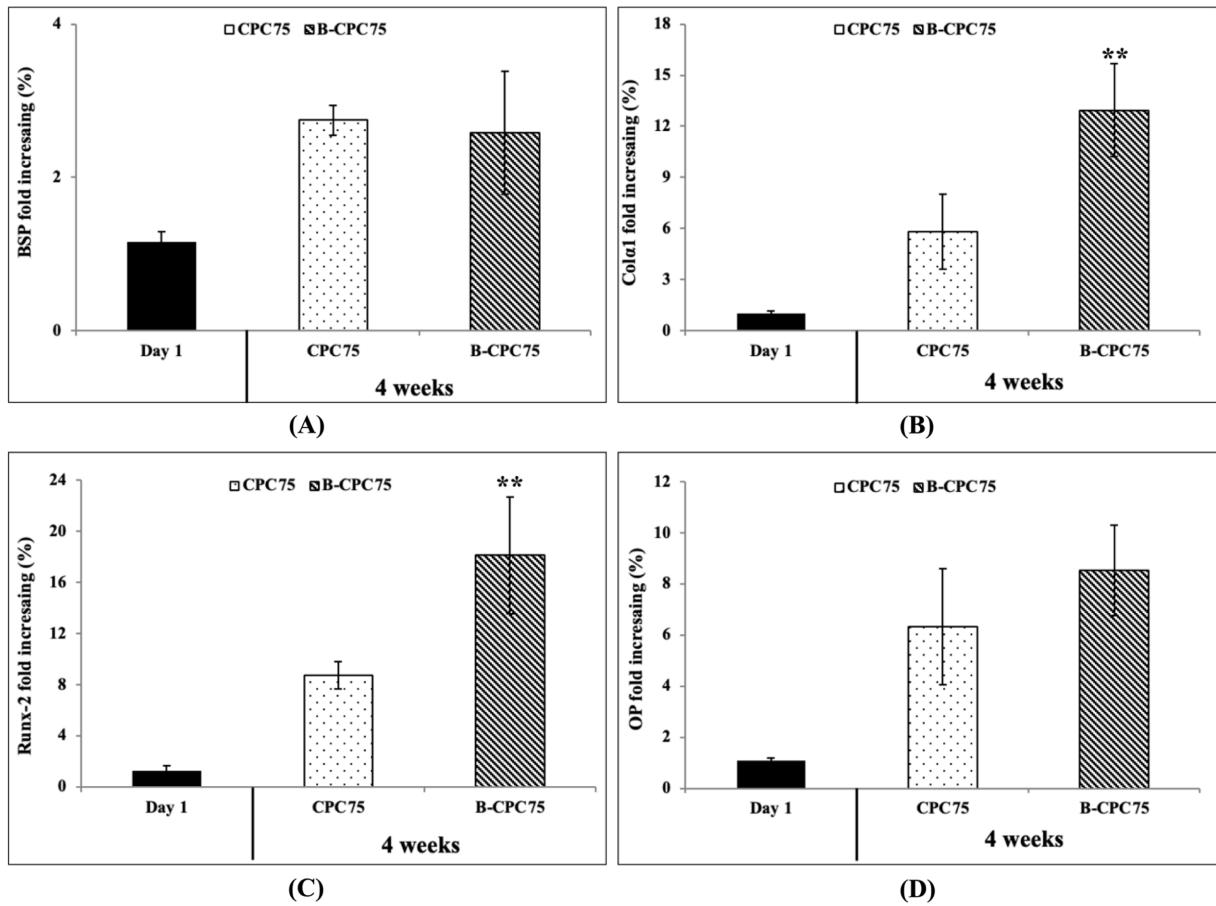 BSP fold incresaing (%)
4
2
0
CPC75 B-CPC75
Day 1 CPC75 B-CPC75
4 weeks
(A)
Colα1 fold incresaing (%)
18
15
12
9
6
3
0
CPC75 B-CPC75
**
Day 1 CPC75 B-CPC75
4 weeks
(B)
Runx-2 fold incresaing (%)
24
20
16
12
8
4
0
CPC75 B-CPC75
**
Day 1 CPC75 B-CPC75
4 weeks
(C)
OP fold incresaing (%)
12
10
8
6
4
2
0
CPC75 B-CPC75
Day 1 CPC75 B-CPC75
4 weeks
(D)